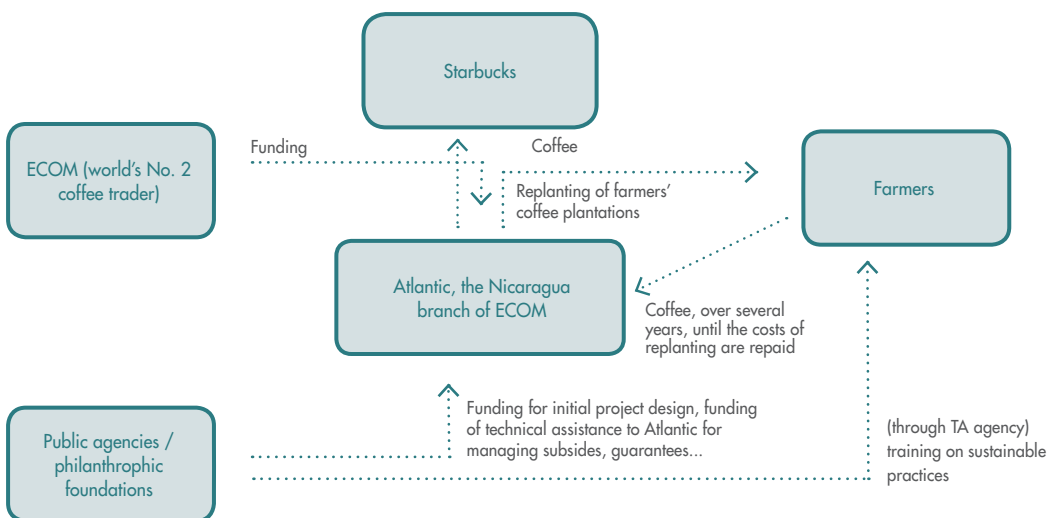 Starbucks
ECOM (world's No. 2
coffee trader)
Funding
Coffee
Replanting of farmers'
coffee plantations
Farmers
Atlantic, the Nicaragua
branch of ECOM
Coffee, over several
years, until the costs of
replanting are repaid
Public agencies /
philanthrophic
foundations
Funding for initial project design, funding
of technical assistance to Atlantic for
managing subsides, guarantees...
(through TA agency)
training on sustainable
practices